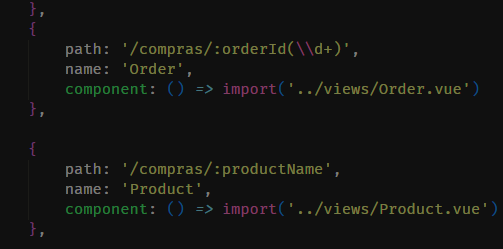 },
{
path: '/compras/:orderId(\\d+)',
name: 'Order',
component: () => import('../views/Order.vue')
},
{
path: '/compras/:productName',
name: 'Product',
component: () => import('../views/Product.vue')
},